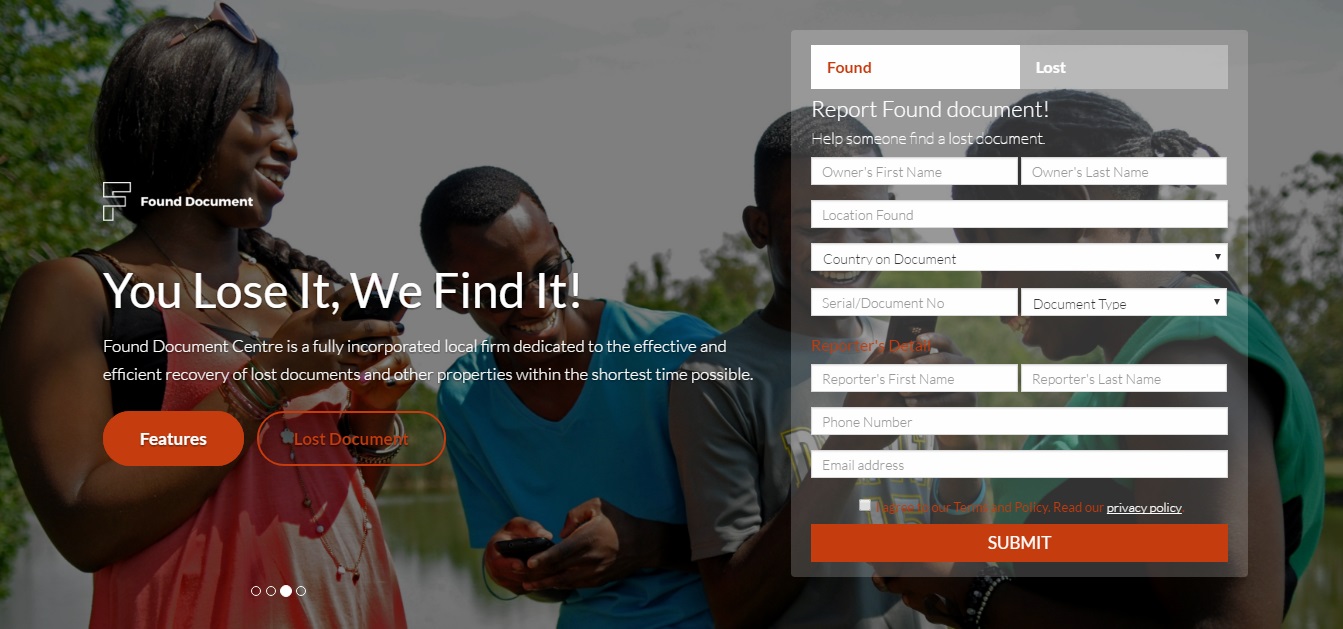 Found Document
You Lose It, We Find It!
Found Document Centre is a fully incorporated local firm dedicated to the effective and
efficient recovery of lost documents and other properties within the shortest time possible.
Features
Lost Document
Found
Lost
Report Found document!
Help someone find a lost document.
Owner's First Name
Owner's Last Name
Location Found
Country on Document
Serial/Document No
Document Type
Reporter's Detail
Reporter's First Name
Reporter's Last Name
Phone Number
Email address
I agree to our Terms and Policy. Read our privacy policy
SUBMIT